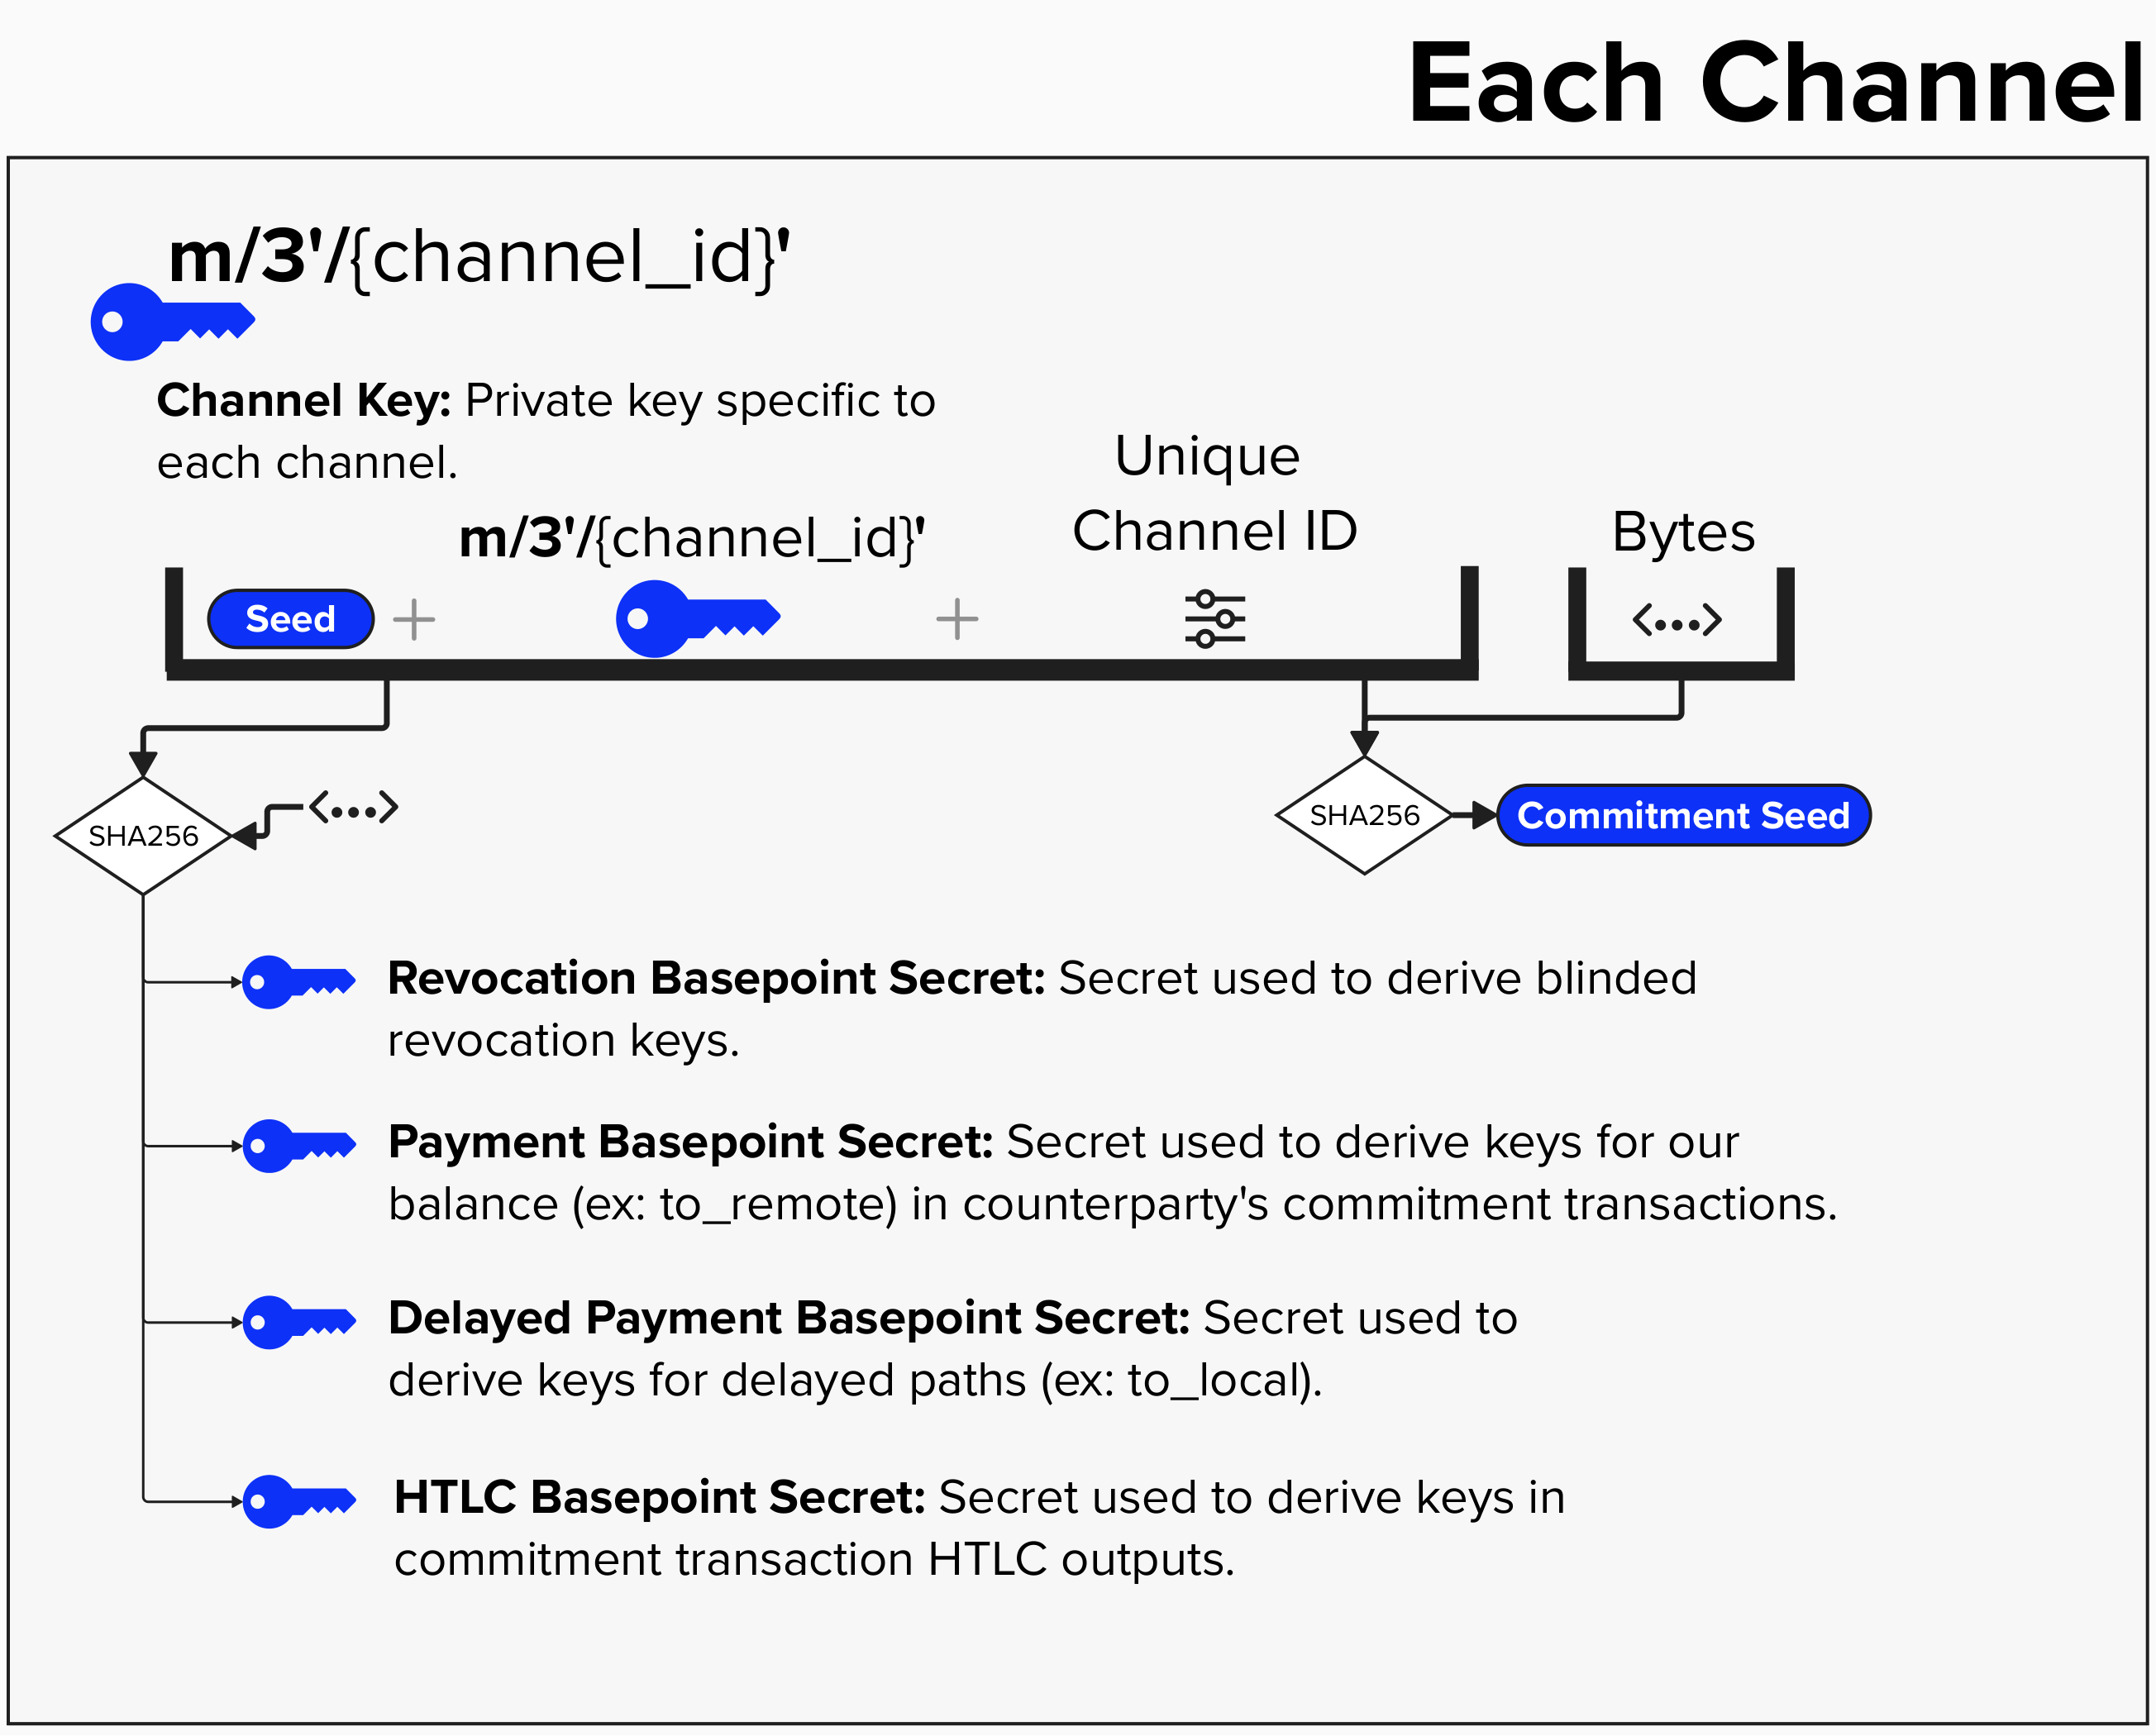 Each Channel
m/3'/{channel_id}'
Channel Key: Private key specific to
each channel.
m/3'/{channel_id}'
Unique
Channel ID
Bytes
Seed
SHA256
SHA256
Commitment Seed
Revocation Basepoint Secret: Secret used to derive blinded
revocation keys.
Payment Basepoint Secret: Secret used to derive keys for our
balance (ex: to_remote) in counterparty's commitment transactions.
Delayed Payment Basepoint Secret: Secret used to
derive keys for delayed paths (ex: to_local).
HTLC Basepoint Secret: Secret used to derive keys in
commitment transaction HTLC outputs.